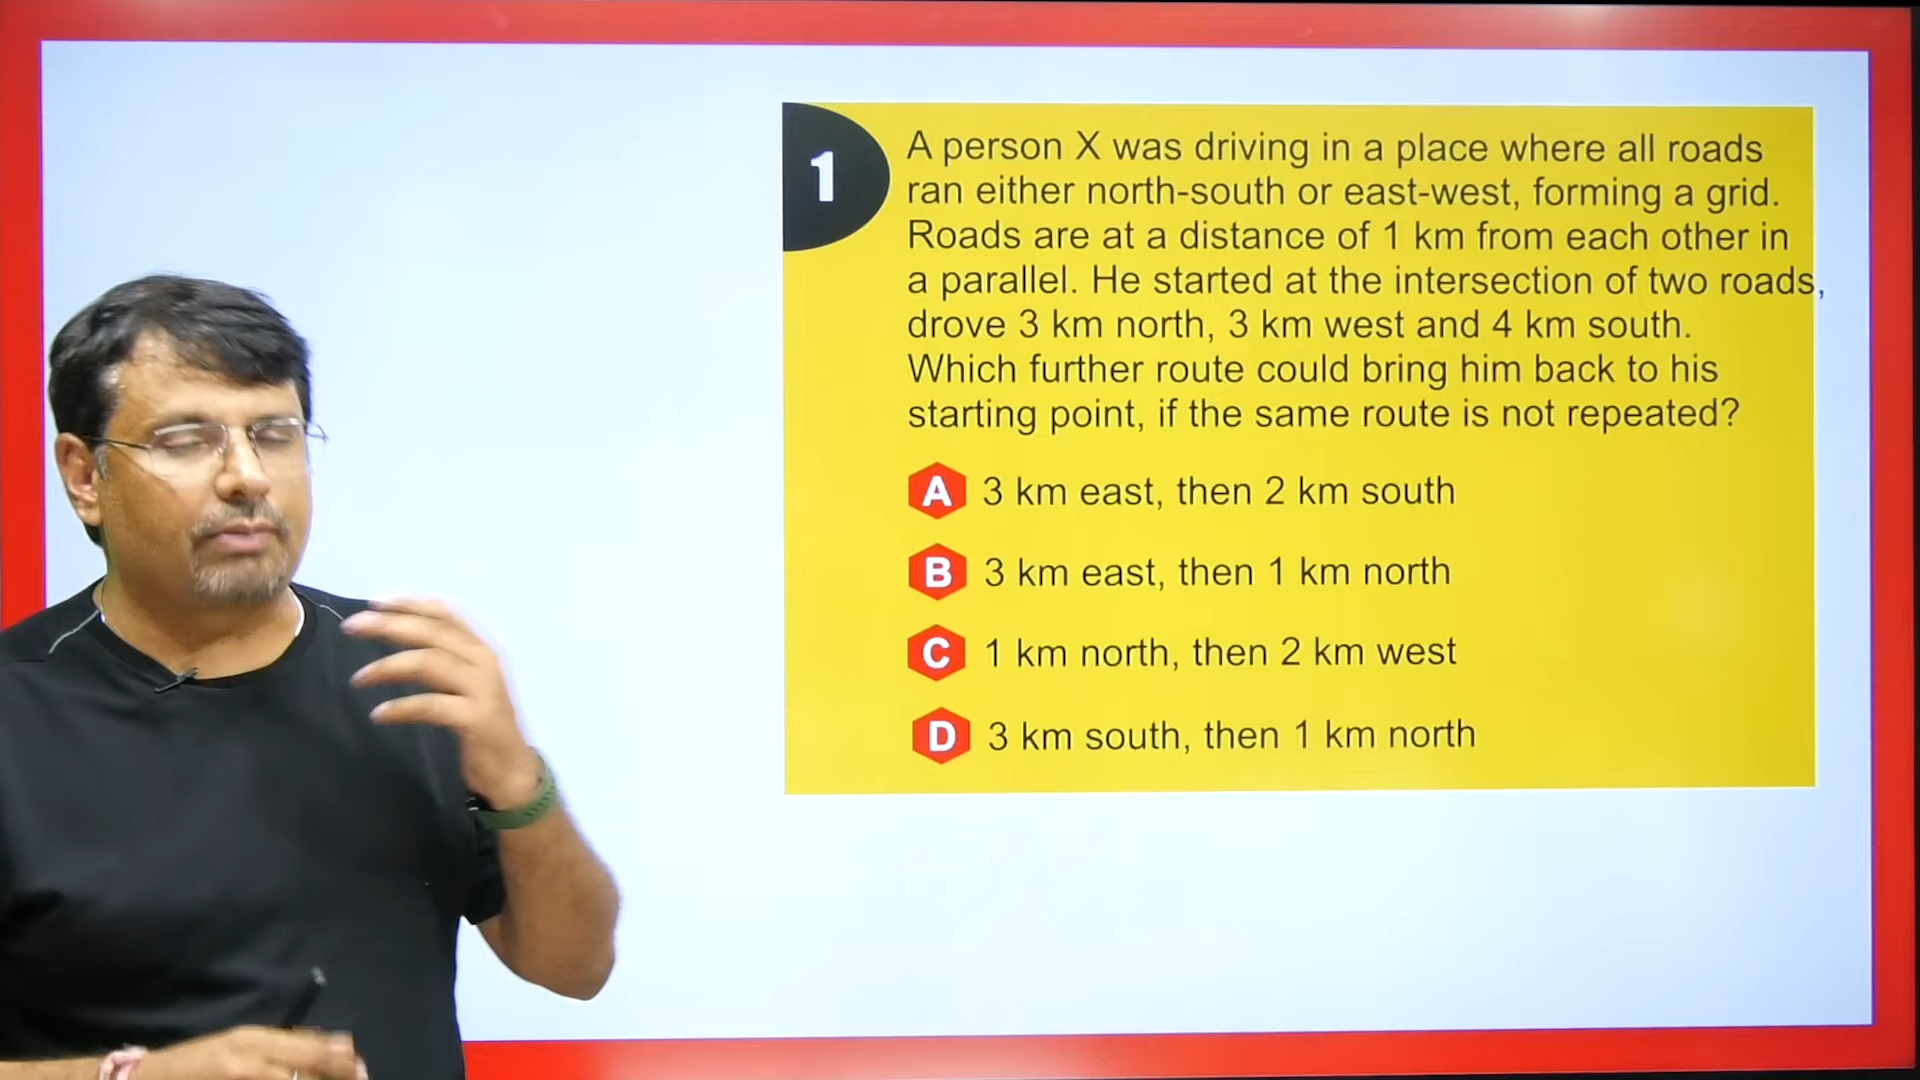 1
A person X was driving in a place where all roads
ran either north-south or east-west, forming a grid.
Roads are at a distance of 1 km from each other in
a parallel. He started at the intersection of two roads,
drove 3 km north, 3 km west and 4 km south.
Which further route could bring him back to his
starting point, if the same route is not repeated?
A 3 km east, then 2 km south
B 3 km east, then 1 km north
C 1 km north, then 2 km west
D 3 km south, then 1 km north